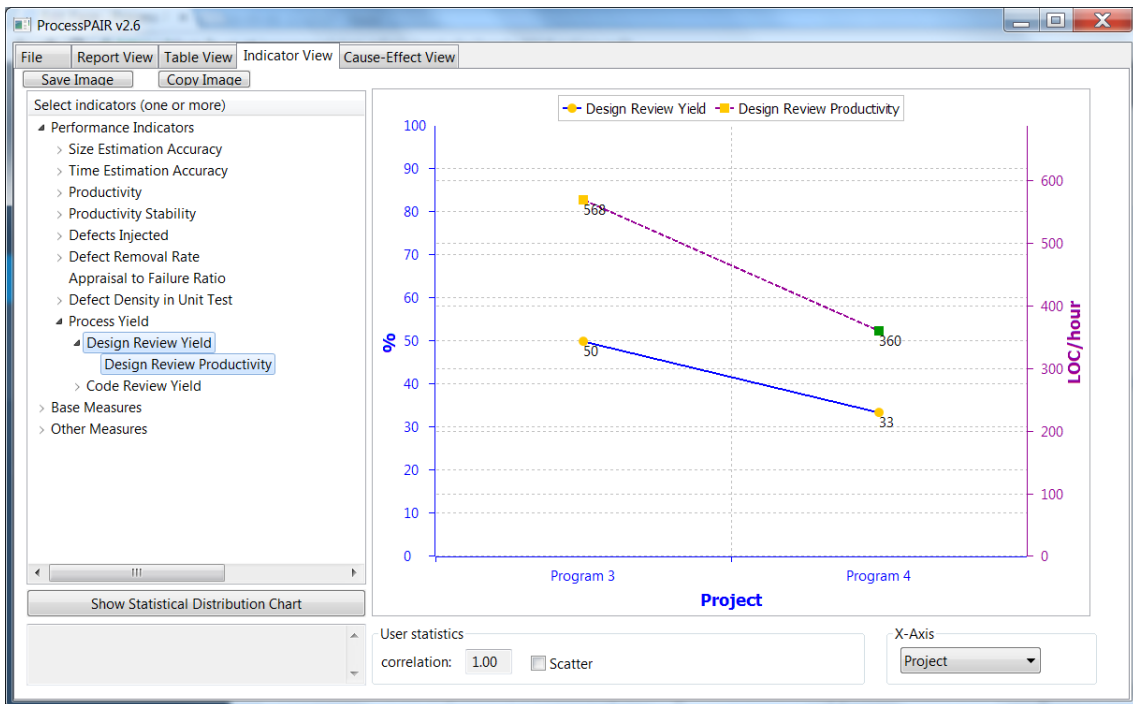 ProcessPAIR v2.6
File Report View Table View Indicator View Cause-Effect View
Save Image Copy Image
Select indicators (one or more)
Performance Indicators
Size Estimation Accuracy
Time Estimation Accuracy
Productivity
Productivity Stability
Defects Injected
Defect Removal Rate
Appraisal to Failure Ratio
Defect Density in Unit Test
Process Yield
Design Review Yield
Design Review Productivity
Code Review Yield
Base Measures
Other Measures
Show Statistical Distribution Chart
Design Review Yield Design Review Productivity
100
90
80
70
60
50
40
30
20
10
0
%
568
360
50
33
600
500
400
300
200
100
0
LOC/hour
Program 3 Program 4
Project
User statistics
correlation: 1.00 Scatter
X-Axis
Project